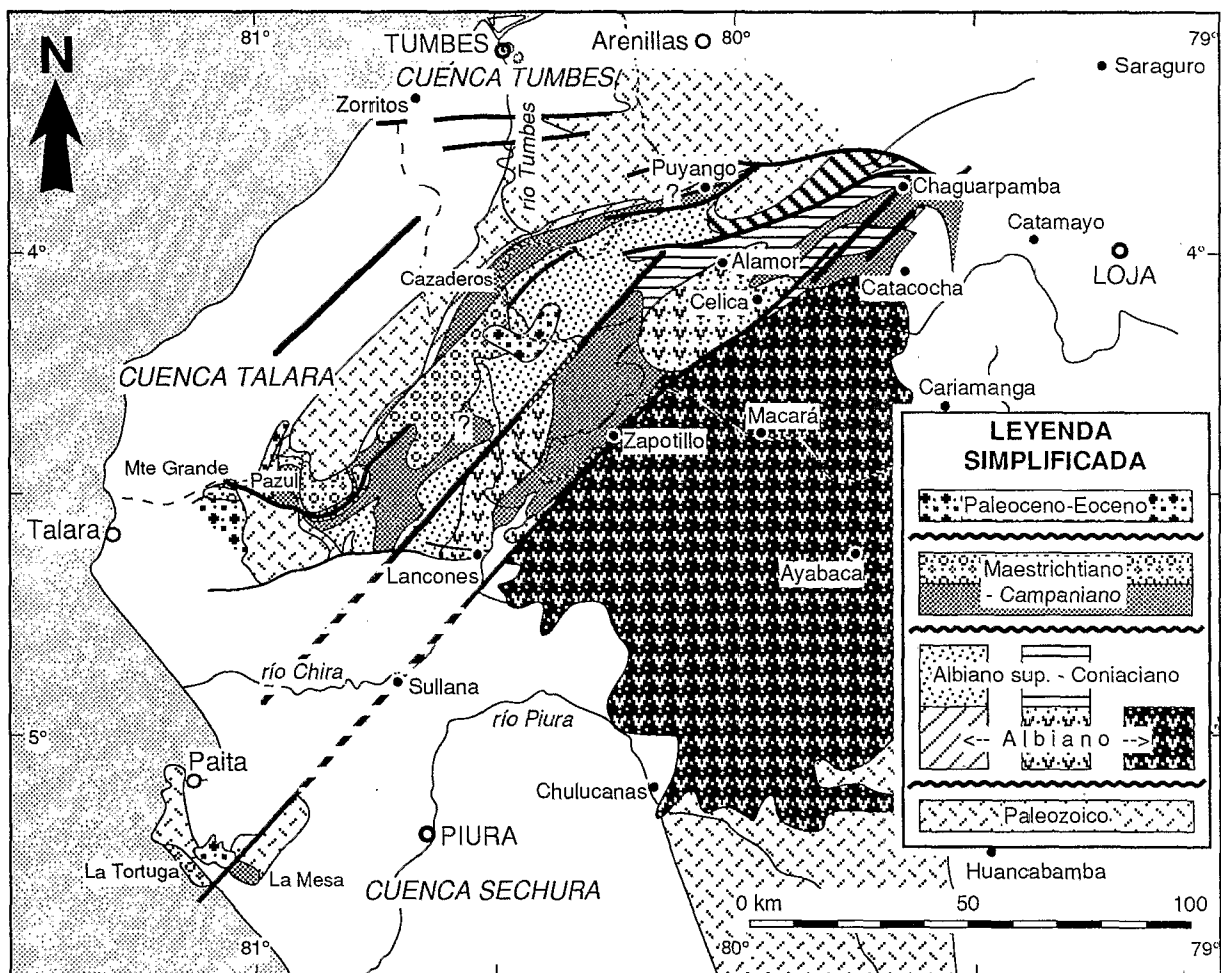 81°
80°
79°
N
TUMBES
Arenillas
Saraguro
CUENCA TUMBES
Zorritos
río Tumbes
Puyango
?
Chaguarpamba
Catamayo
4°
4°
LOJA
Alamor
Cazaderos
Celica
Catacocha
CUENCA TALARA
Cariamanga
Macará
?
Zapotillo
Mte Grande
Pazul
Talara
Lancones
Ayabaca
río Chira
Sullana
río Piura
5°
Paita
Chulucanas
PIURA
La Tortuga
La Mesa
CUENCA SECHURA
Huancabamba
LEYENDA
SIMPLIFICADA
Paleoceno-Eoceno
Maestrichtiano
- Campaniano
Albiano sup. - Coniaciano
<-- Albiano -->
Paleozoico
0 km 50 100
81°
80°
79°